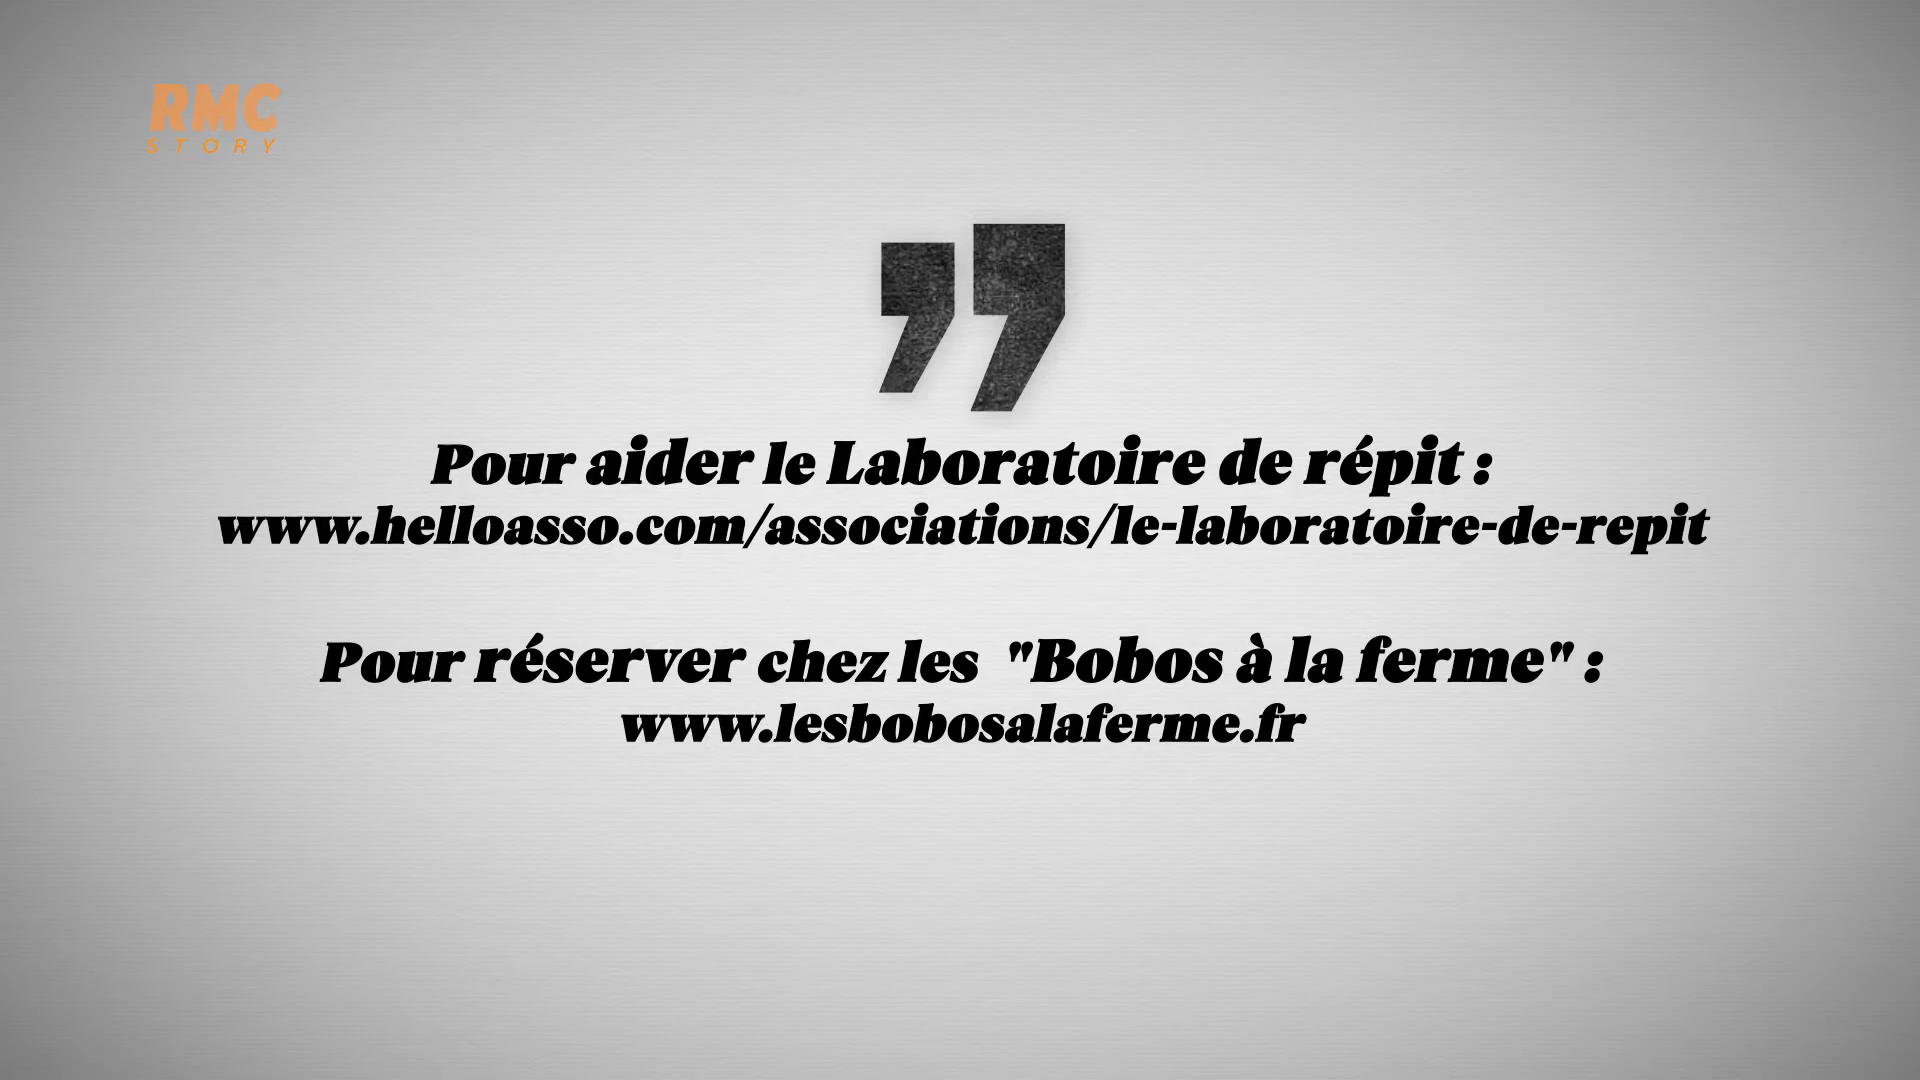 RMC
STORY
Pour aider le Laboratoire de répit :
www.helloasso.com/associations/le-laboratoire-de-repit
Pour réserver chez les "Bobos à la ferme" :
www.lesbobosalaferme.fr